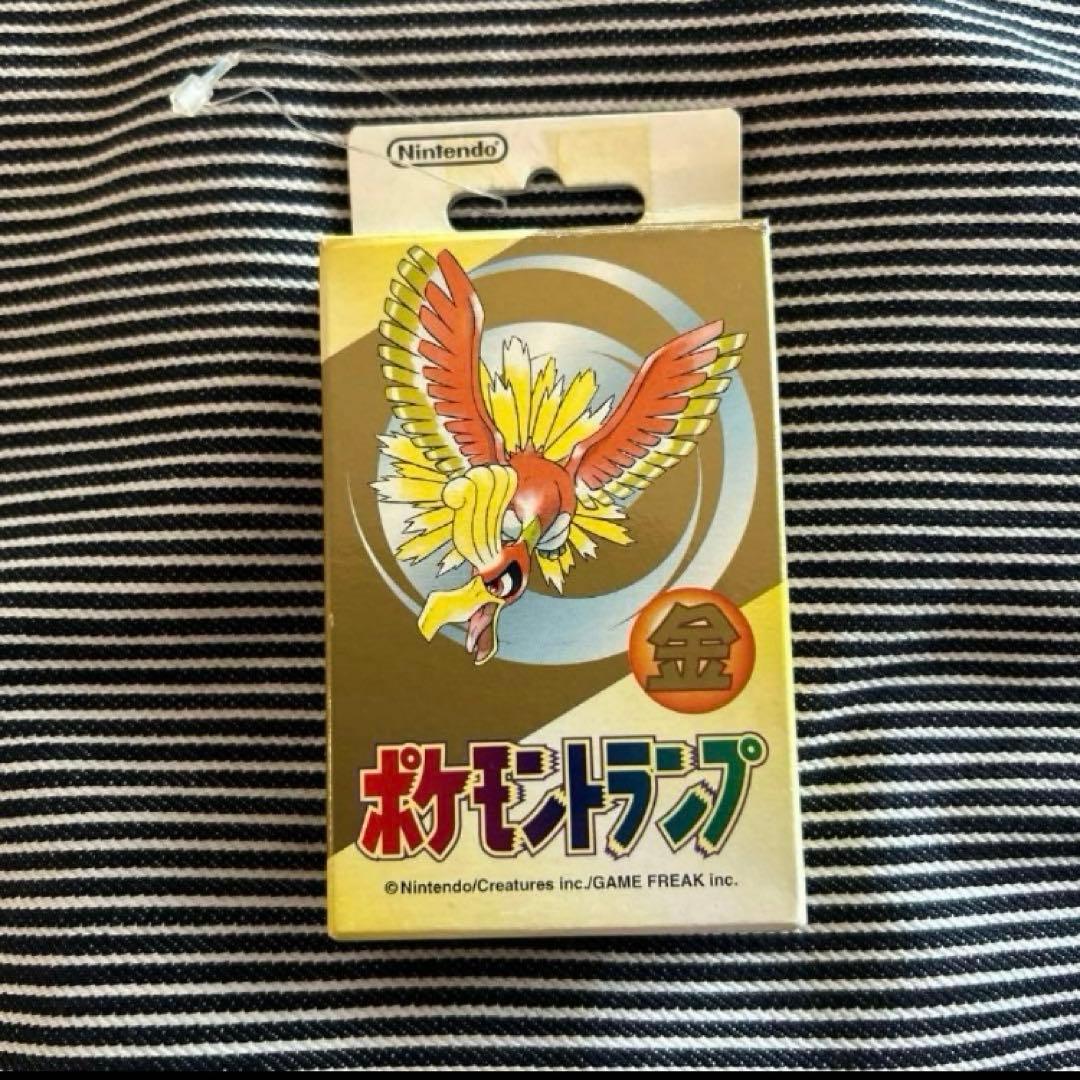 Nintendo
金
ポケモントランプ
©Nintendo/Creatures inc./GAME FREAK inc.